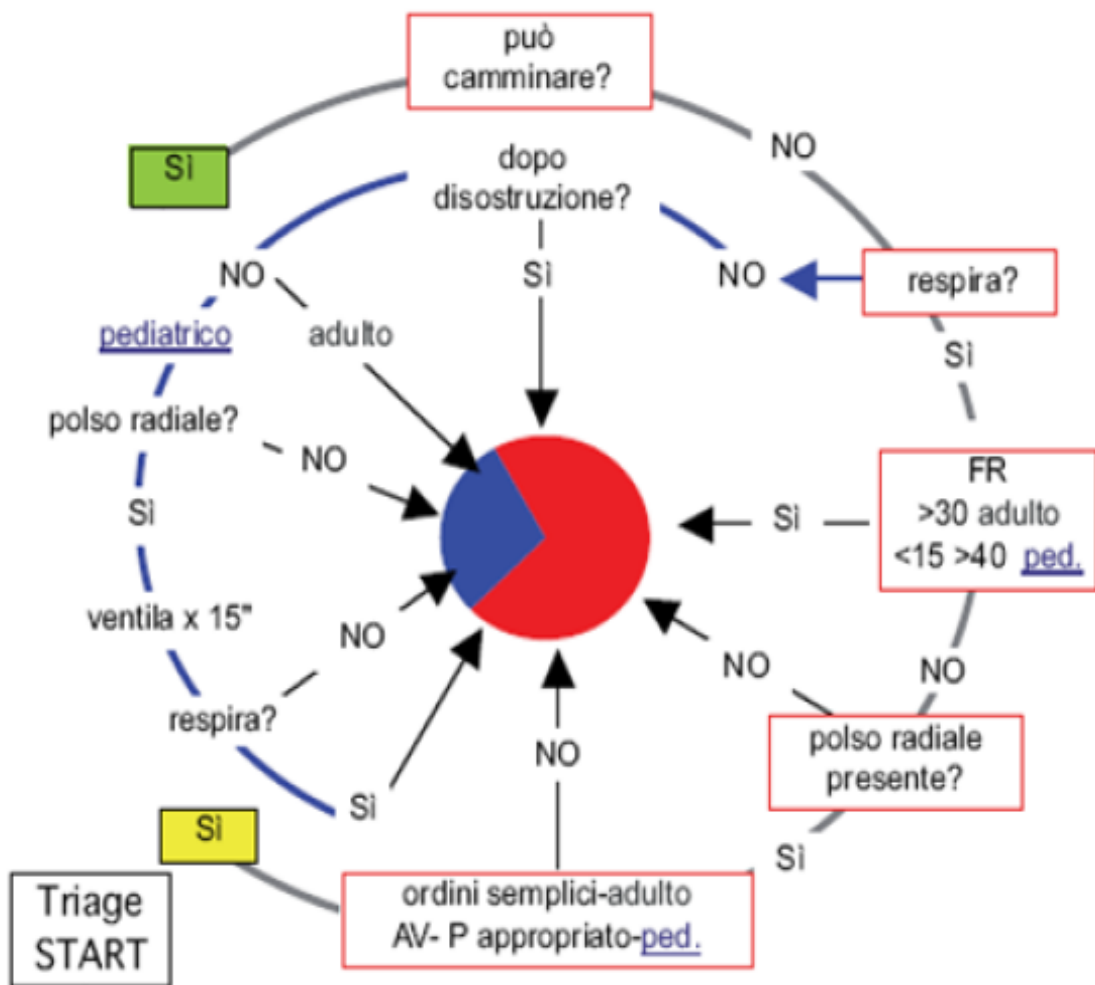 può
camminare?
Sì
NO
dopo
disostruzione?
NO
Sì
NO
respira?
pediatrico
adulto
Sì
polso radiale?
NO
FR
>30 adulto
<15 >40 ped.
Sì
Sì
ventila x 15"
NO
NO
NO
respira?
polso radiale
presente?
NO
Sì
Sì
Sì
ordini semplici-adulto
AV- P appropriato-ped.
Triage
START